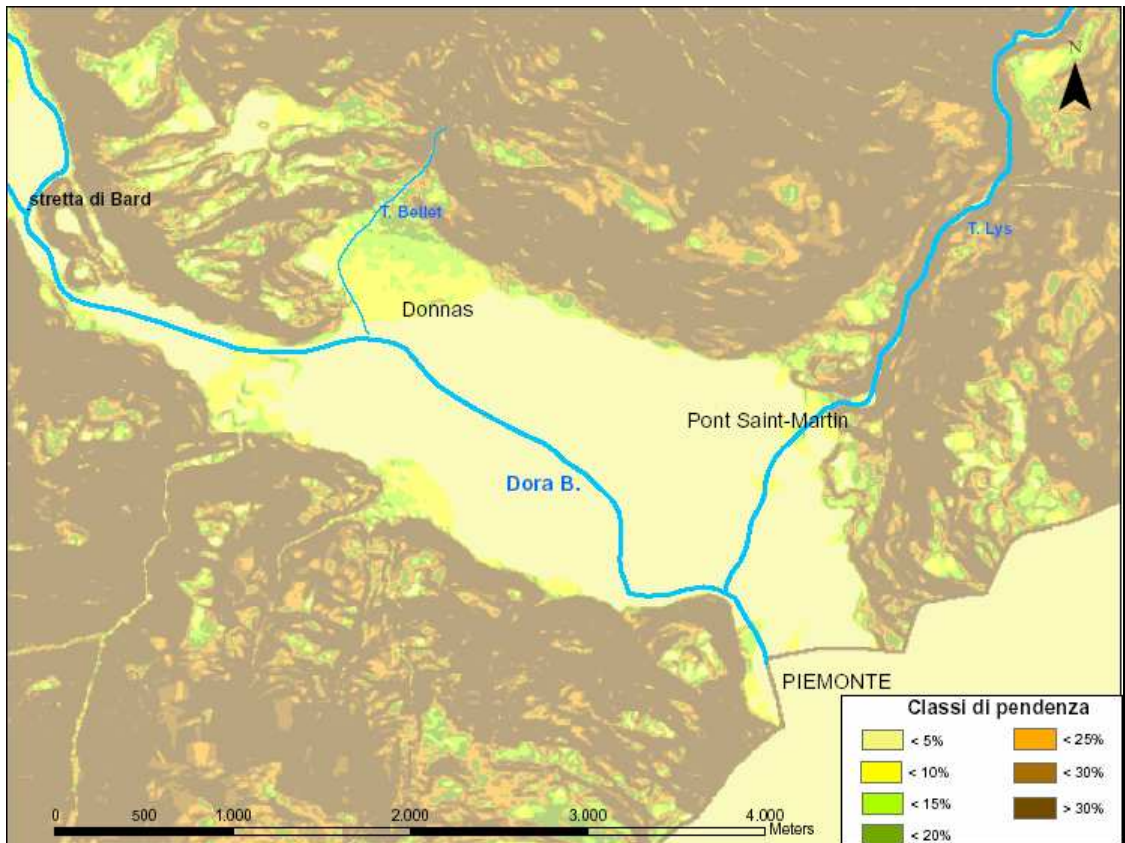 N
stretta di Bard
T. Bellet
T. Lys
Donnas
Pont Saint-Martin
Dora B.
PIEMONTE
Classi di pendenza
< 5%
< 25%
< 10%
< 30%
< 15%
> 30%
< 20%
0 500 1.000 2.000 3.000 4.000
Meters